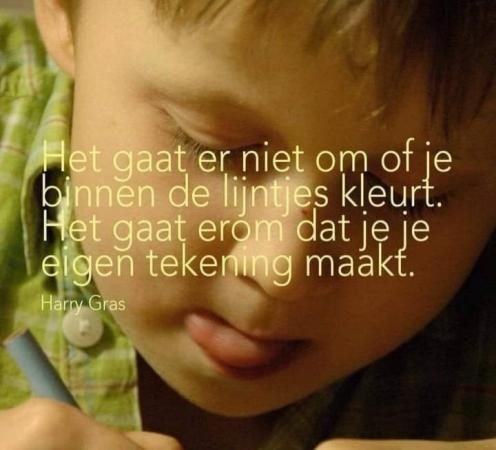 Het gaat er niet om of je
binnen de lijntjes kleurt.
Het gaat erom dat je je
eigen tekening maakt.
Harry Gras